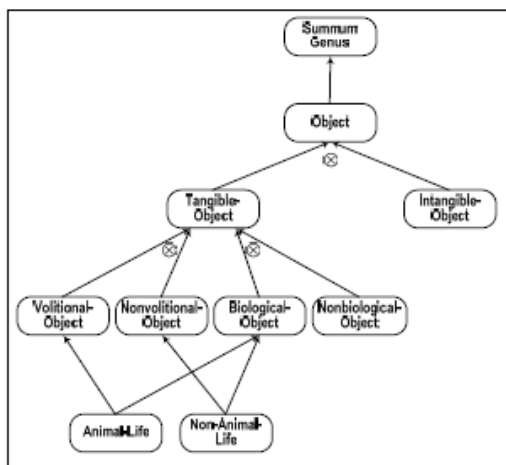 Summum
Genus
Object
Tangible-
Object
Intangible-
Object
Volitional-
Object
Nonvolitional-
Object
Biological-
Object
Nonbiological-
Object
Animal-Life
Non-Animal-
Life